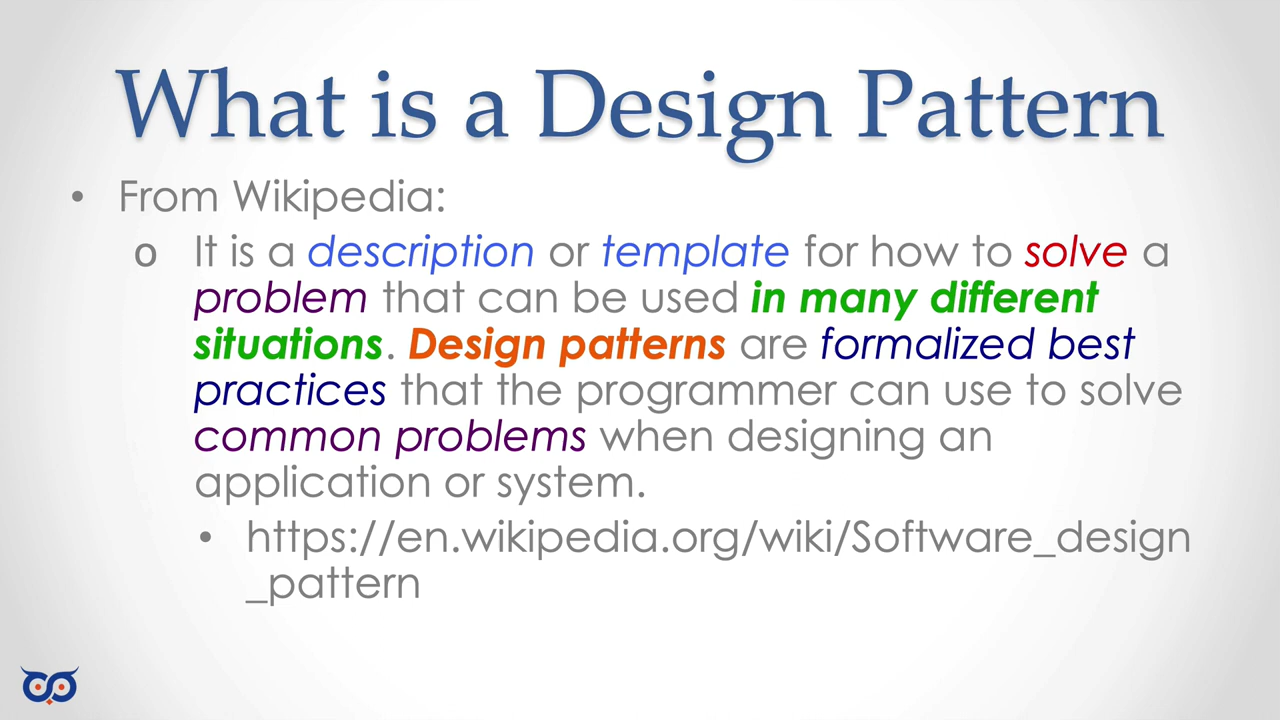 What is a Design Pattern
• From Wikipedia:
o It is a description or template for how to solve a
problem that can be used in many different
situations. Design patterns are formalized best
practices that the programmer can use to solve
common problems when designing an
application or system.
• https://en.wikipedia.org/wiki/Software_design
_pattern